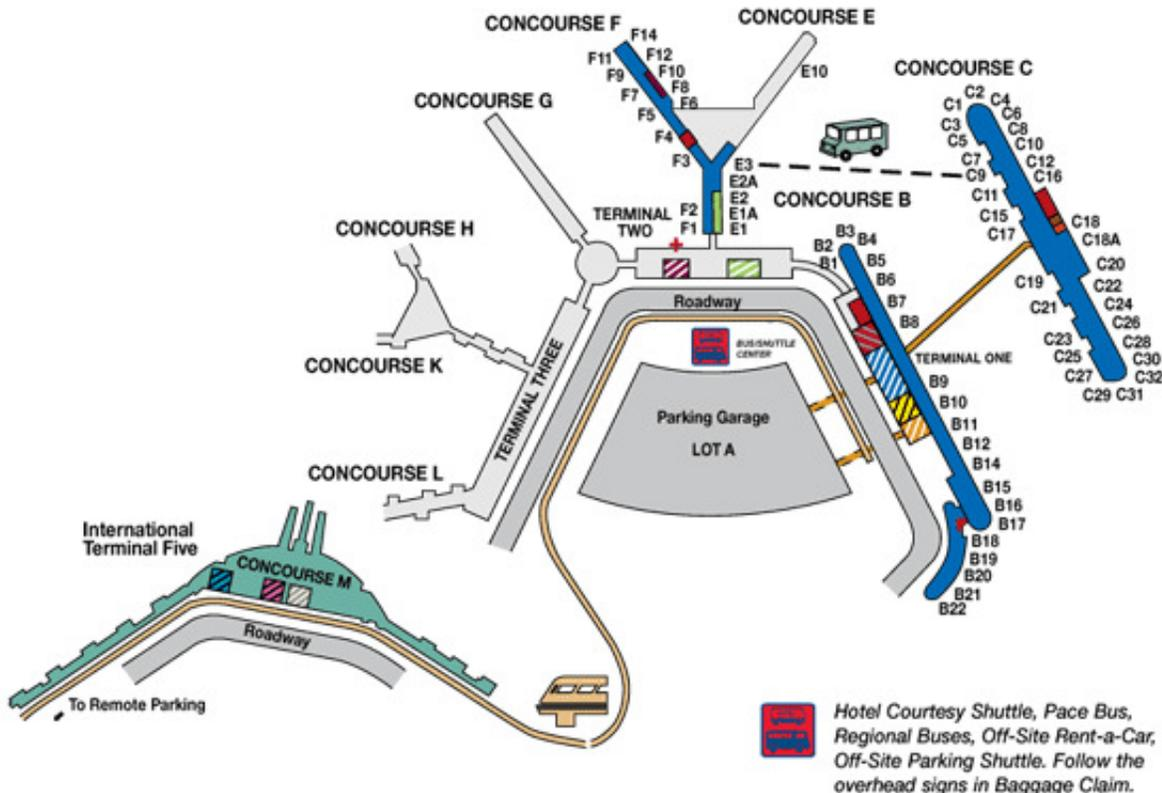 CONCOURSE F
CONCOURSE E
F14
F12
F11
F10
F9
F8
F7
F6
F5
F4
F3
F2
F1
E10
E3
E2A
E2
E1A
E1
CONCOURSE G
CONCOURSE C
C2
C1
C4
C3
C6
C5
C8
C10
C7
C12
C9
C16
C11
C15
C18
C17
C18A
C20
C19
C22
C21
C24
C26
C23
C28
C25
C30
C27
C32
C29
C31
TERMINAL
TWO
CONCOURSE B
B3
B2
B4
B1
B5
B6
B7
B8
TERMINAL ONE
B9
B10
B11
B12
B14
B15
B16
B17
B18
B19
B20
B21
B22
CONCOURSE H
Roadway
BUS/SHUTTLE
CENTER
CONCOURSE K
TERMINAL THREE
Parking Garage
LOT A
CONCOURSE L
International
Terminal Five
CONCOURSE M
Roadway
To Remote Parking
Hotel Courtesy Shuttle, Pace Bus,
Regional Buses, Off-Site Rent-a-Car,
Off-Site Parking Shuttle. Follow the
overhead signs in Baggage Claim.